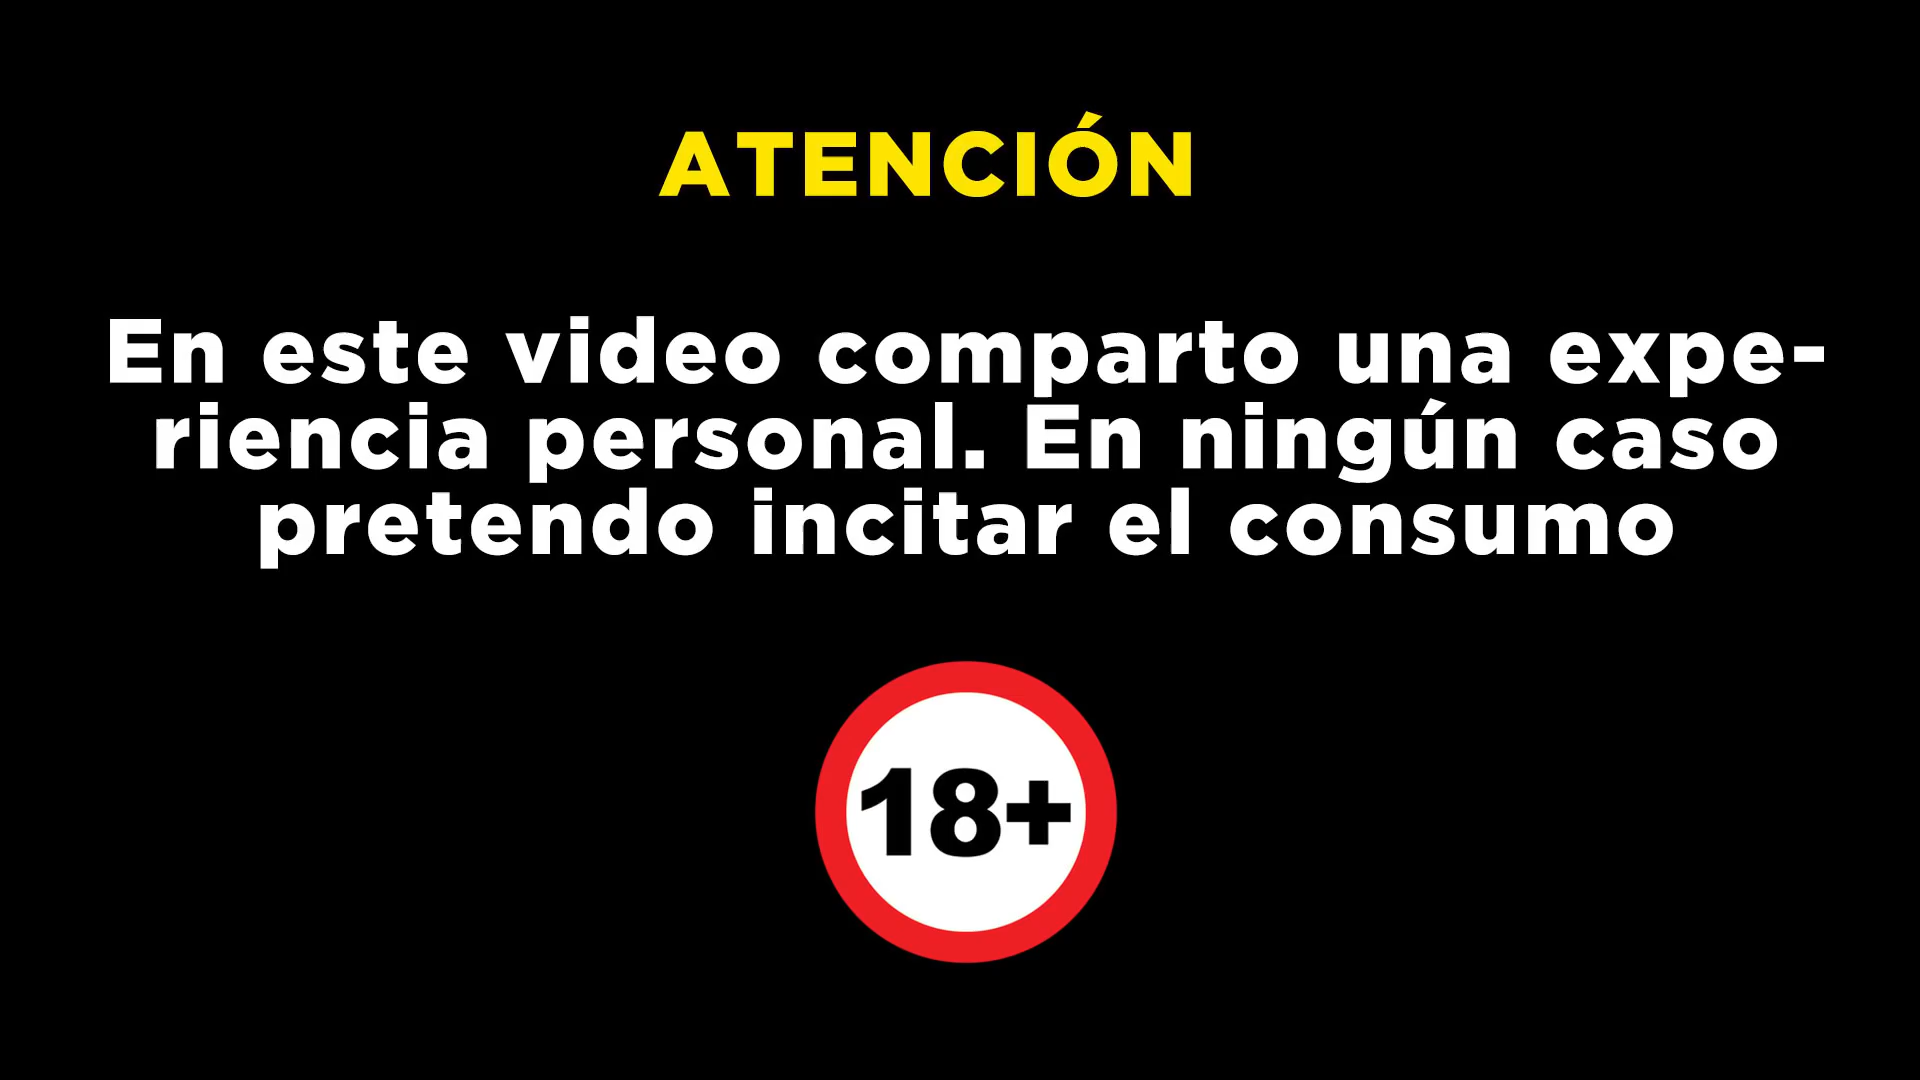 ATENCIÓN
En este video comparto una expe-
riencia personal. En ningún caso
pretendo incitar el consumo
18+